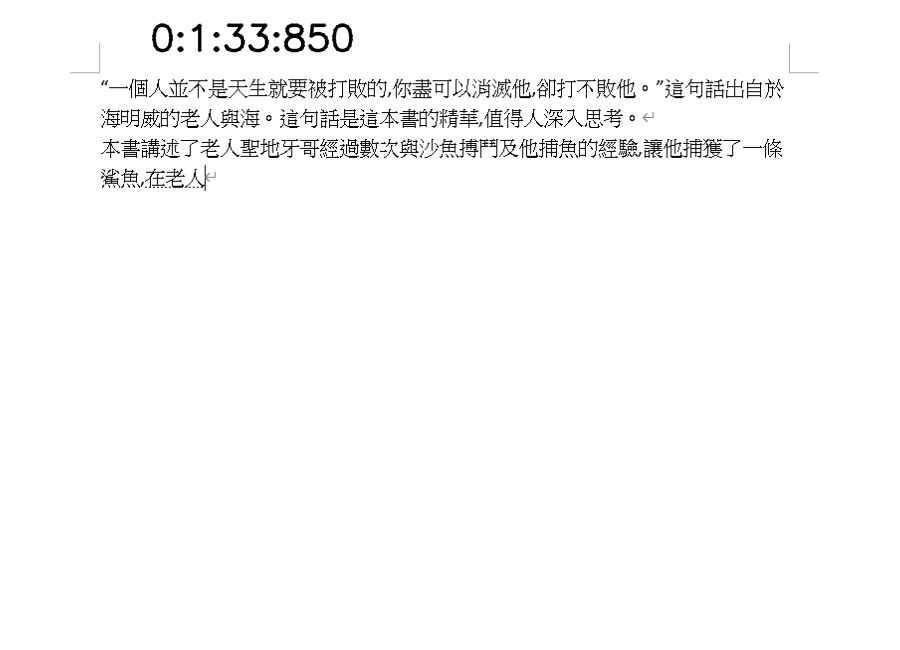 0:1:33:850
“一個人並不是天生就要被打敗的,你盡可以消滅他,卻打不敗他。”這句話出自於
海明威的老人與海。這句話是這本書的精華,值得人深入思考。
本書講述了老人聖地牙哥經過數次與沙魚搏鬥及他捕魚的經驗,讓他捕獲了一條
鯊魚,在老人